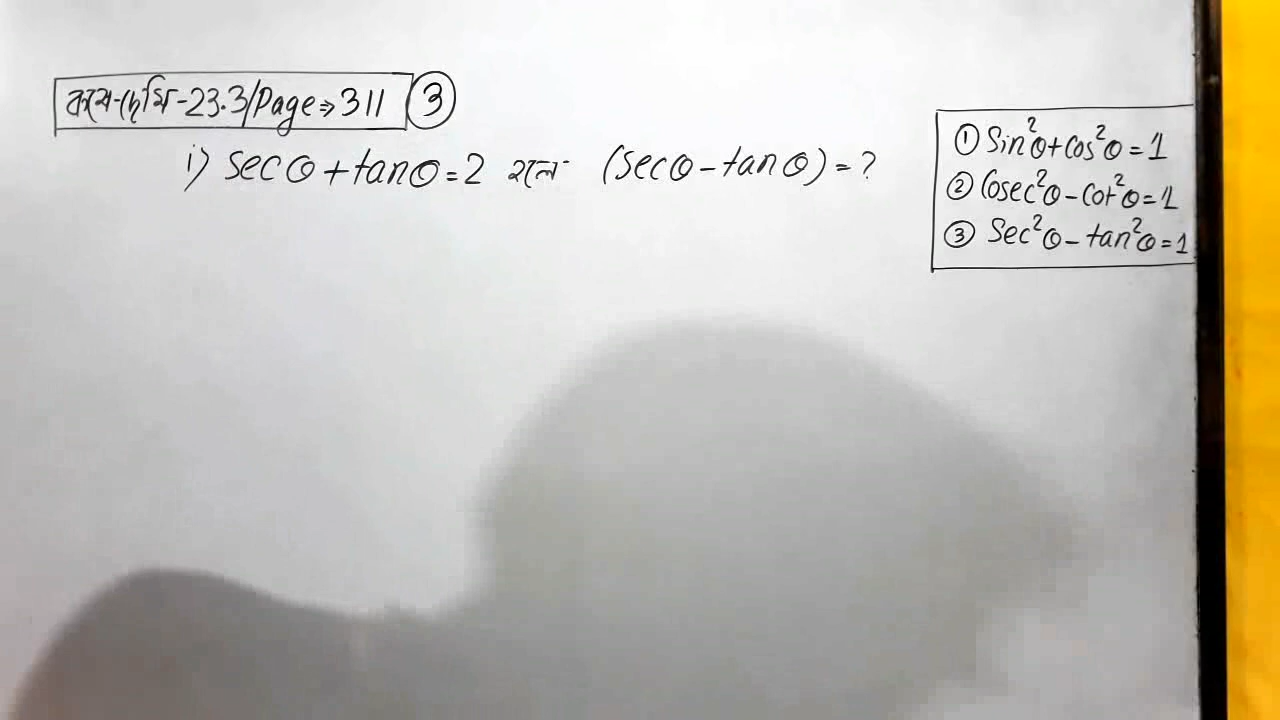 কষে-দেখি-23.3/Page⇒311 ③
i) secθ+tanθ=2 হলে (secθ-tanθ)=?
① Sin²θ+Cos²θ=1
② Cosec²θ-Cot²θ=1
③ Sec²θ-tan²θ=1